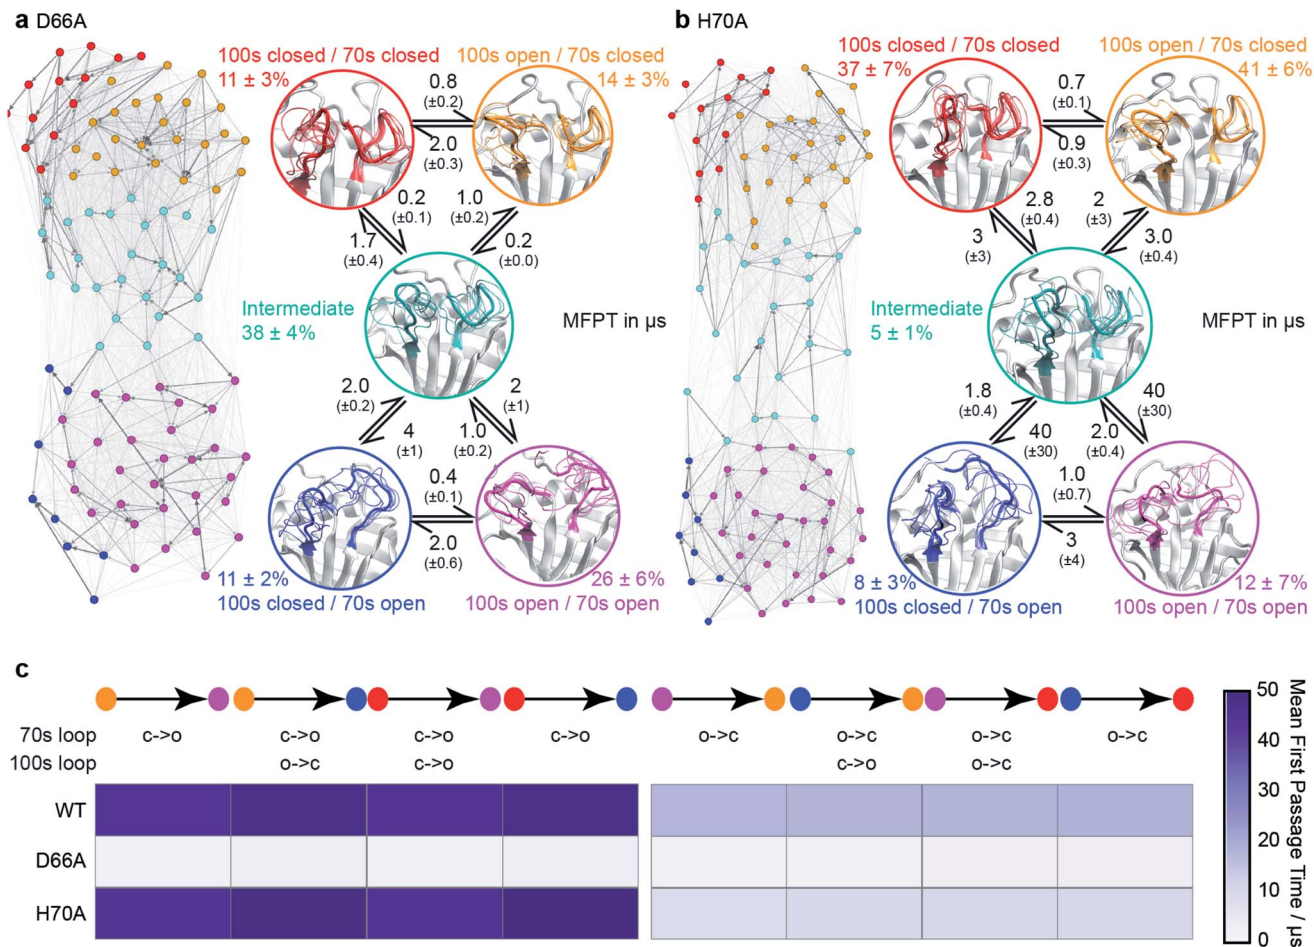 a D66A
100s closed / 70s closed
11 ± 3%
100s open / 70s closed
14 ± 3%
0.8
(±0.2)
2.0
(±0.3)
0.2
(±0.1)
1.7
(±0.4)
1.0
(±0.2)
0.2
(±0.0)
Intermediate
38 ± 4%
MFPT in µs
2.0
(±0.2)
4
(±1)
2
(±1)
1.0
(±0.2)
0.4
(±0.1)
2.0
(±0.6)
11 ± 2%
100s closed / 70s open
26 ± 6%
100s open / 70s open
b H70A
100s closed / 70s closed
37 ± 7%
100s open / 70s closed
41 ± 6%
0.7
(±0.1)
0.9
(±0.3)
2.8
(±0.4)
3
(±3)
2
(±3)
3.0
(±0.4)
Intermediate
5 ± 1%
MFPT in µs
1.8
(±0.4)
40
(±30)
40
(±30)
2.0
(±0.4)
1.0
(±0.7)
3
(±4)
8 ± 3%
100s closed / 70s open
12 ± 7%
100s open / 70s open
c
70s loop c->o c->o c->o c->o o->c o->c o->c o->c
100s loop o->c c->o c->o o->c
WT
D66A
H70A
50
40
30
20
10
0
Mean First Passage Time / µs